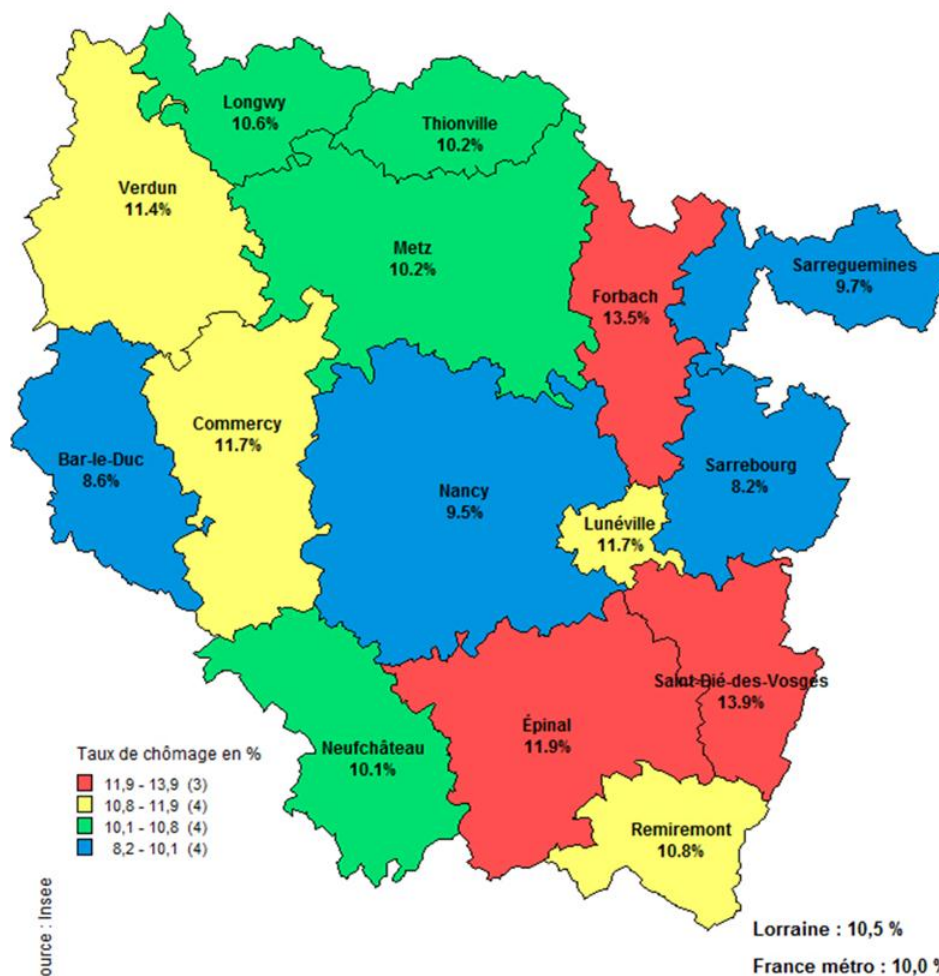 Longwy
10.6%
Thionville
10.2%
Verdun
11.4%
Metz
10.2%
Sarreguemines
9.7%
Forbach
13.5%
Commercy
11.7%
Bar-le-Duc
8.6%
Sarrebourg
8.2%
Nancy
9.5%
Lunéville
11.7%
Saint-Dié-des-Vosges
13.9%
Épinal
11.9%
Neufchâteau
10.1%
Remiremont
10.8%
Taux de chômage en %
11,9 - 13,9 (3)
10,8 - 11,9 (4)
10,1 - 10,8 (4)
8,2 - 10,1 (4)
ource : Insee
Lorraine : 10,5 %
France métro : 10,0 %